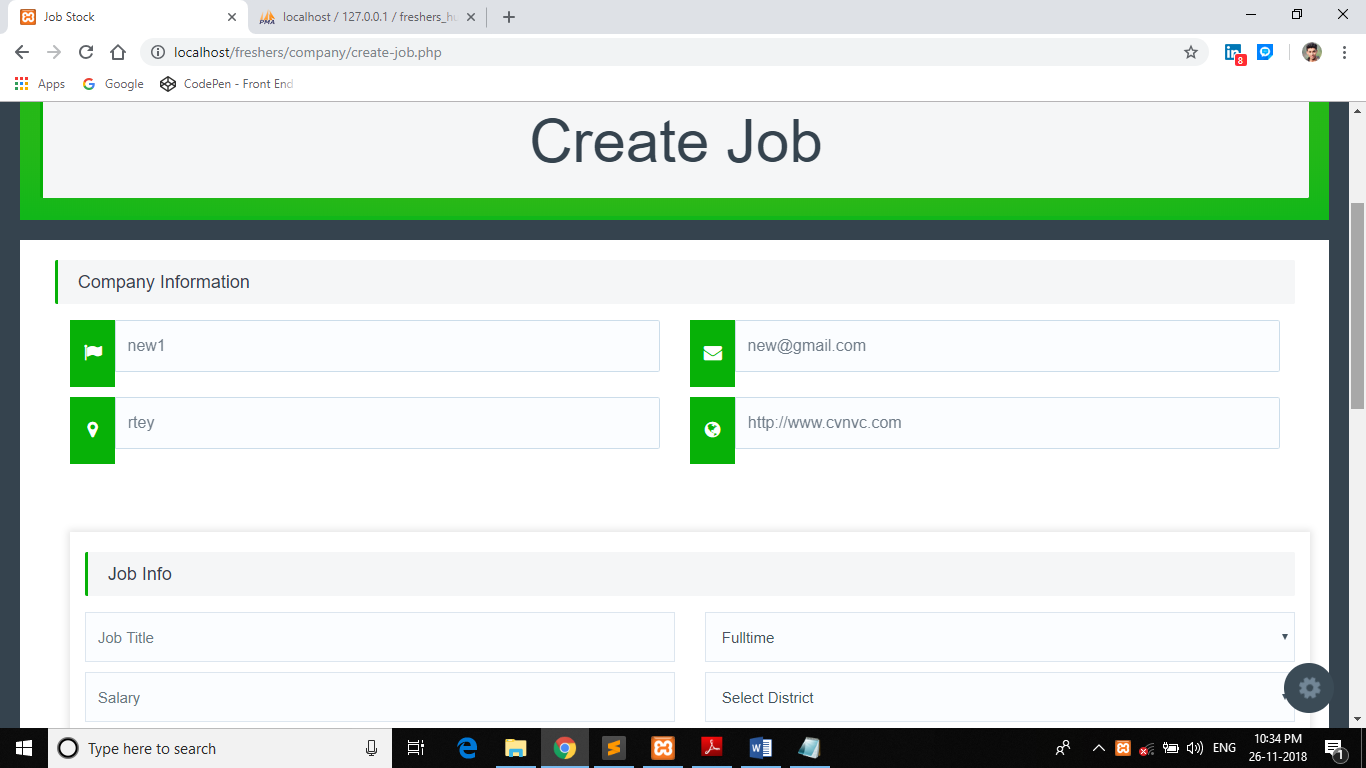 Job Stock
PMA localhost / 127.0.0.1 / freshers_hu
localhost/freshers/company/create-job.php
8
Apps Google CodePen - Front End
Create Job
Company Information
new1 new@gmail.com
rtey http://www.cvnvc.com
Job Info
Job Title Fulltime
Salary Select District
Type here to search
ENG
10:34 PM
26-11-2018
1